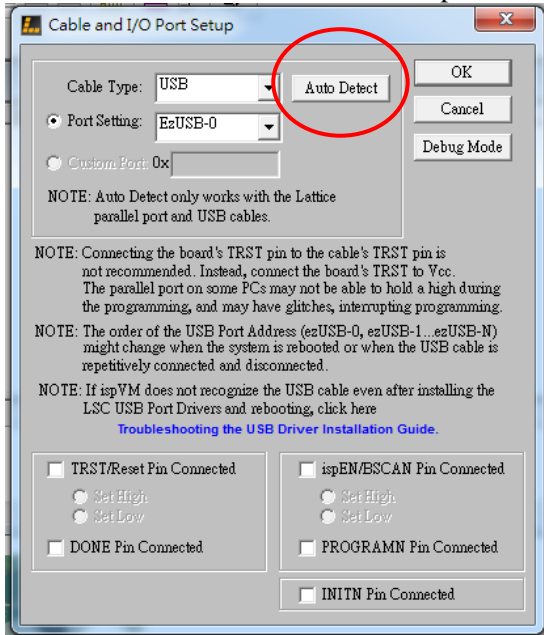 Cable and I/O Port Setup
Cable Type: USB
Auto Detect
OK
Port Setting: EzUSB-0
Cancel
Custom Port: 0x
Debug Mode
NOTE: Auto Detect only works with the Lattice
parallel port and USB cables.
NOTE: Connecting the board's TRST pin to the cable's TRST pin is
not recommended. Instead, connect the board's TRST to Vcc.
The parallel port on some PCs may not be able to hold a high during
the programming, and may have glitches, interrupting programming.
NOTE: The order of the USB Port Address (ezUSB-0, ezUSB-1...ezUSB-N)
might change when the system is rebooted or when the USB cable is
repetitively connected and disconnected.
NOTE: If ispVM does not recognize the USB cable even after installing the
LSC USB Port Drivers and rebooting, click here
Troubleshooting the USB Driver Installation Guide.
TRST/Reset Pin Connected
Set High
Set Low
DONE Pin Connected
ispEN/BSCAN Pin Connected
Set High
Set Low
PROGRAMN Pin Connected
INITN Pin Connected